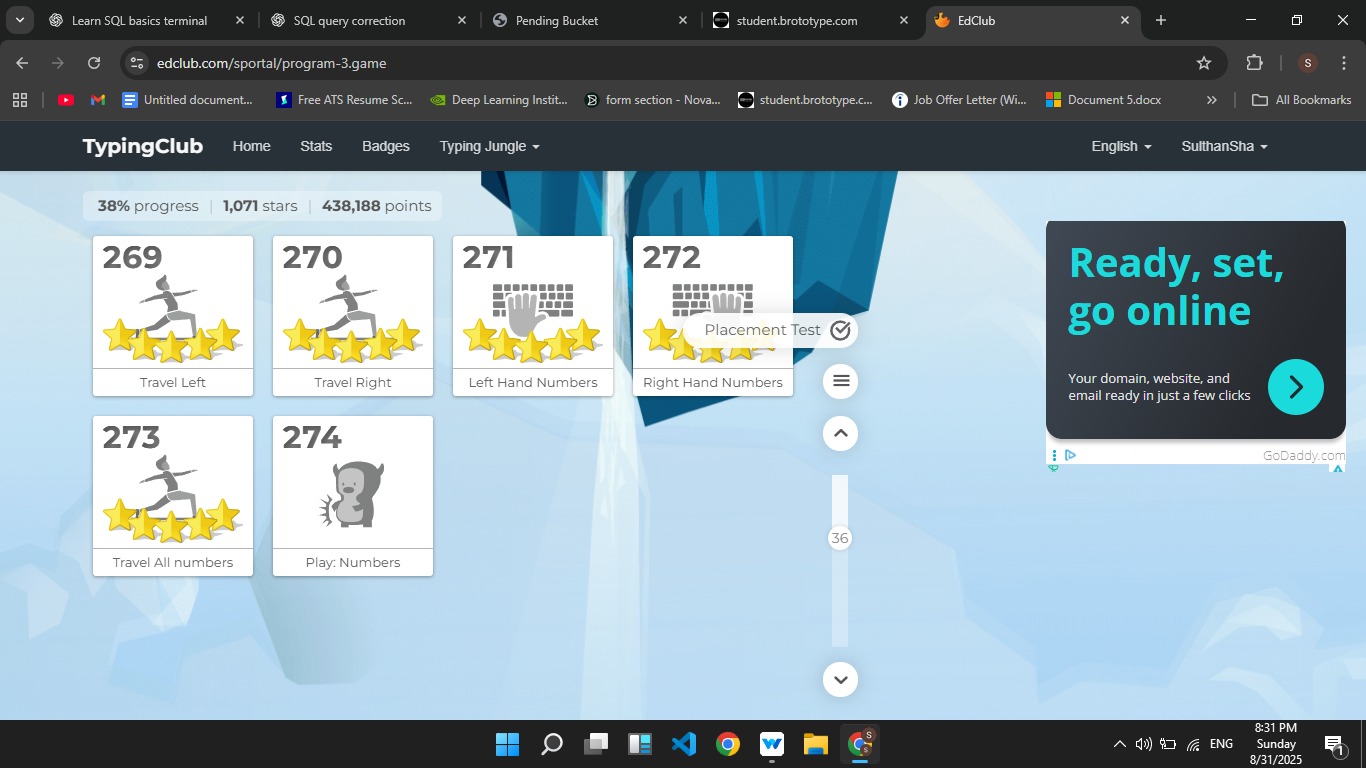 Learn SQL basics terminal
SQL query correction
Pending Bucket
student.brototype.com
EdClub
edclub.com/sportal/program-3.game
S
Untitled document...
Free ATS Resume Sc...
Deep Learning Instit...
form section - Nova...
student.brototype.c...
Job Offer Letter (Wi...
Document 5.docx
All Bookmarks
TypingClub
Home
Stats
Badges
Typing Jungle
English
SulthanSha
38% progress | 1,071 stars | 438,188 points
269
270
271
272
Placement Test
Travel Left
Travel Right
Left Hand Numbers
Right Hand Numbers
273
274
Travel All numbers
Play: Numbers
36
Ready, set,
go online
Your domain, website, and
email ready in just a few clicks
GoDaddy.com
S
S
ENG
8:31 PM
Sunday
8/31/2025
1